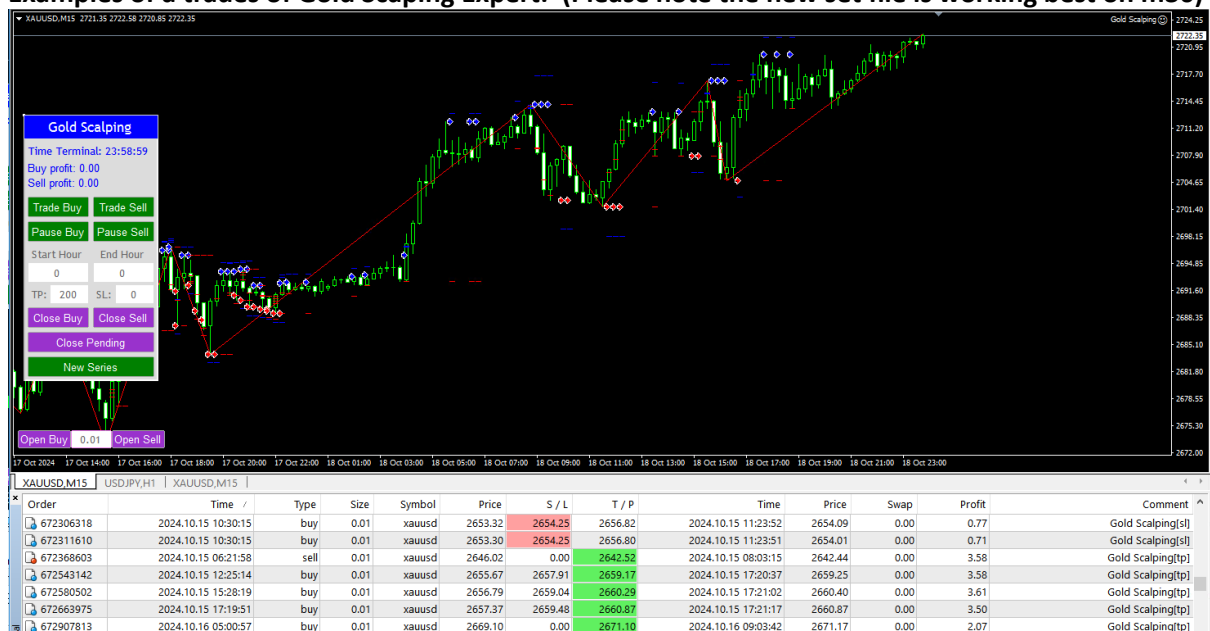 Examples of a trades of Gold Scaping Expert. (Please note the new set file is working best on m30)
XAUUSD,M15 2721.35 2722.58 2720.85 2722.35
Gold Scalping
2724.25
2722.35
2720.95
2717.70
2714.45
2711.20
2707.90
2704.65
2701.40
2698.15
2694.85
2691.60
2688.35
2685.10
2681.80
2678.55
2675.30
2672.00
Gold Scalping
Time Terminal: 23:58:59
Buy profit: 0.00
Sell profit: 0.00
Trade Buy Trade Sell
Pause Buy Pause Sell
Start Hour End Hour
0 0
TP: 200 SL: 0
Close Buy Close Sell
Close Pending
New Series
Open Buy 0.01 Open Sell
17 Oct 2024 17 Oct 14:00 17 Oct 16:00 17 Oct 18:00 17 Oct 20:00 17 Oct 22:00 18 Oct 01:00 18 Oct 03:00 18 Oct 05:00 18 Oct 07:00 18 Oct 09:00 18 Oct 11:00 18 Oct 13:00 18 Oct 15:00 18 Oct 17:00 18 Oct 19:00 18 Oct 21:00 18 Oct 23:00
XAUUSD,M15 USDJPY,H1 XAUUSD,M15
Order Time / Type Size Symbol Price S / L T / P Time Price Swap Profit Comment
672306318 2024.10.15 10:30:15 buy 0.01 xauusd 2653.32 2654.25 2656.82 2024.10.15 11:23:52 2654.09 0.00 0.77 Gold Scalping[sl]
672311610 2024.10.15 10:30:15 buy 0.01 xauusd 2653.30 2654.25 2656.80 2024.10.15 11:23:51 2654.01 0.00 0.71 Gold Scalping[sl]
672368603 2024.10.15 06:21:58 sell 0.01 xauusd 2646.02 0.00 2642.52 2024.10.15 08:03:15 2642.44 0.00 3.58 Gold Scalping[tp]
672543142 2024.10.15 12:25:14 buy 0.01 xauusd 2655.67 2657.91 2659.17 2024.10.15 17:20:37 2659.25 0.00 3.58 Gold Scalping[tp]
672580502 2024.10.15 15:28:19 buy 0.01 xauusd 2656.79 2659.04 2660.29 2024.10.15 17:21:02 2660.40 0.00 3.61 Gold Scalping[tp]
672663975 2024.10.15 17:19:51 buy 0.01 xauusd 2657.37 2659.48 2660.87 2024.10.15 17:21:17 2660.87 0.00 3.50 Gold Scalping[tp]
672907813 2024.10.16 05:00:57 buy 0.01 xauusd 2669.10 0.00 2671.10 2024.10.16 09:03:42 2671.17 0.00 2.07 Gold Scalping[tp]